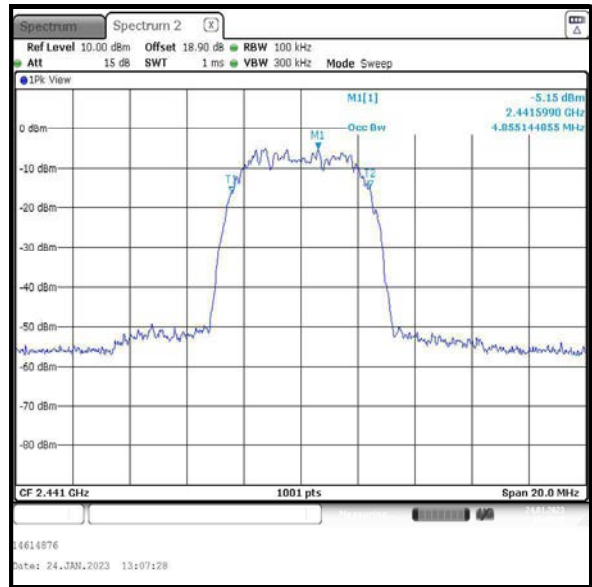 Spectrum Spectrum 2 X
Ref Level 10.00 dBm Offset 18.90 dB RBW 100 kHz
Att 15 dB SWT 1 ms VBW 300 kHz Mode Sweep
1Pk View
M1[1] -5.15 dBm
2.4415990 GHz
Occ Bw 4.855144855 MHz
0 dBm
M1
-10 dBm
T1 T2
-20 dBm
-30 dBm
-40 dBm
-50 dBm
-60 dBm
-70 dBm
-80 dBm
CF 2.441 GHz 1001 pts Span 20.0 MHz
Measuring 24.01.2023
14614876
Date: 24.JAN.2023 13:07:28